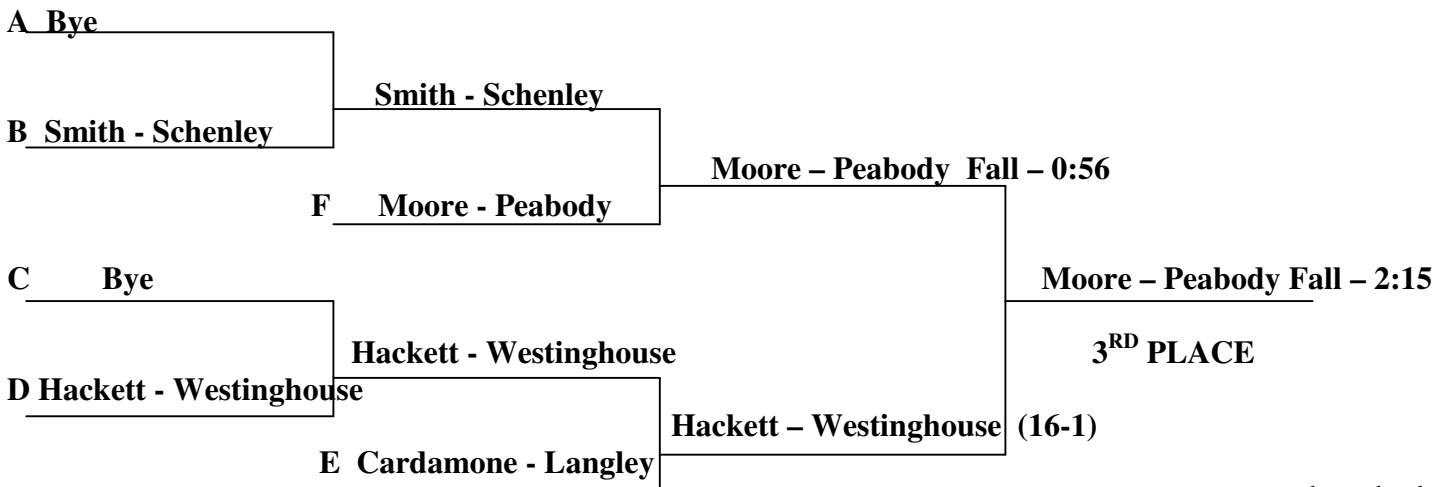 A Bye
Smith - Schenley
B Smith - Schenley
Moore – Peabody Fall – 0:56
F Moore - Peabody
C Bye
Moore – Peabody Fall – 2:15
Hackett - Westinghouse
3RD PLACE
D Hackett - Westinghouse
Hackett – Westinghouse (16-1)
E Cardamone - Langley